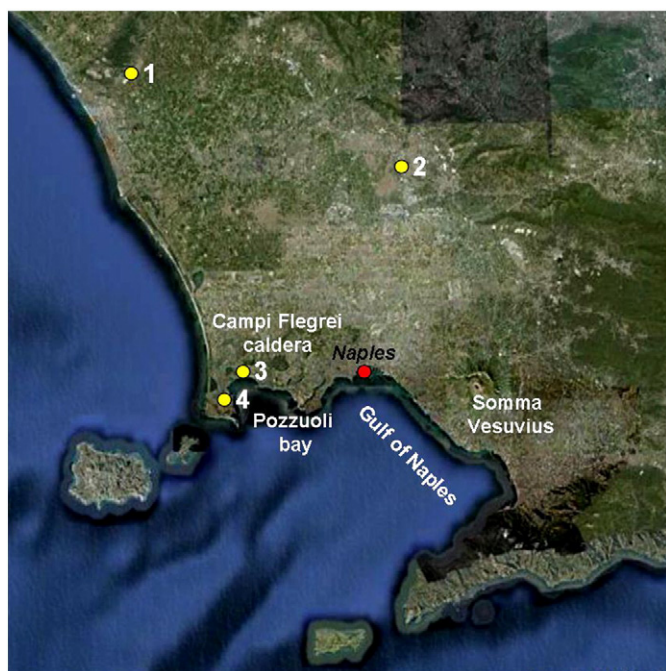 1
2
Campi Flegrei
caldera
Naples
3
4
Pozzuoli
bay
Somma
Vesuvius
Gulf of Naples